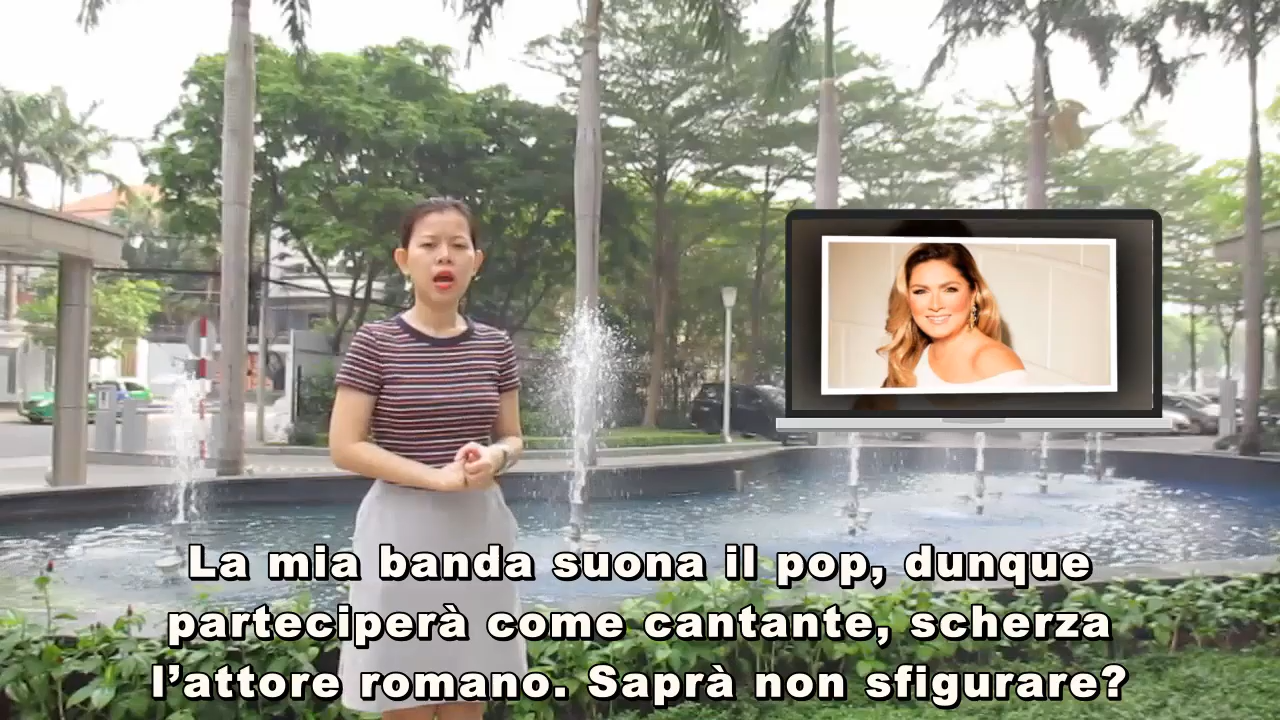 La mia banda suona il pop, dunque
parteciperà come cantante, scherza
l’attore romano. Saprà non sfigurare?